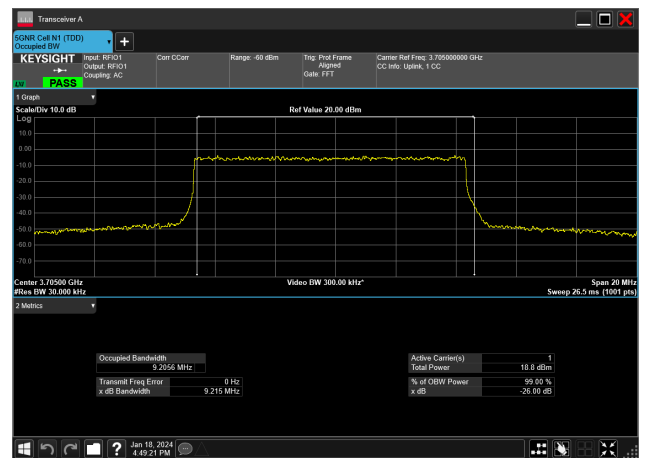 Transceiver A
5GNR Cell N1 (TDD)
Occupied BW
KEYSIGHT
PASS
Input: RFIO1
Output: RFIO1
Coupling: AC
Corr CCorr
Range: -60 dBm
Trig: Prot Frame
Aligned
Gate: FFT
Carrier Ref Freq: 3.705000000 GHz
CC Info: Uplink, 1 CC
1 Graph
Scale/Div 10.0 dB
Ref Value 20.00 dBm
Log
10.0
0.00
-10.0
-20.0
-30.0
-40.0
50.0
-60.0
-70.0
Center 3.70500 GHz
Video BW 300.00 kHz*
Span 20 MHz
#Res BW 30.000 kHz
Sweep 26.5 ms (1001 pts)
2 Metrics
Occupied Bandwidth
9.2056 MHz
Transmit Freq Error 0 Hz
x dB Bandwidth 9.215 MHz
Active Carrier(s) 1
Total Power 18.8 dBm
% of OBW Power 99.00 %
x dB -26.00 dB
Jan 18, 2024
4:49:21 PM